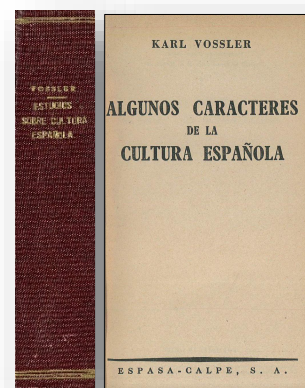 VOSSLER
ESTUDIOS
SOBRE CULTURA
ESPAÑOLA
KARL VOSSLER
ALGUNOS CARACTERES
DE LA
CULTURA ESPAÑOLA
ESPASA-CALPE, S. A.